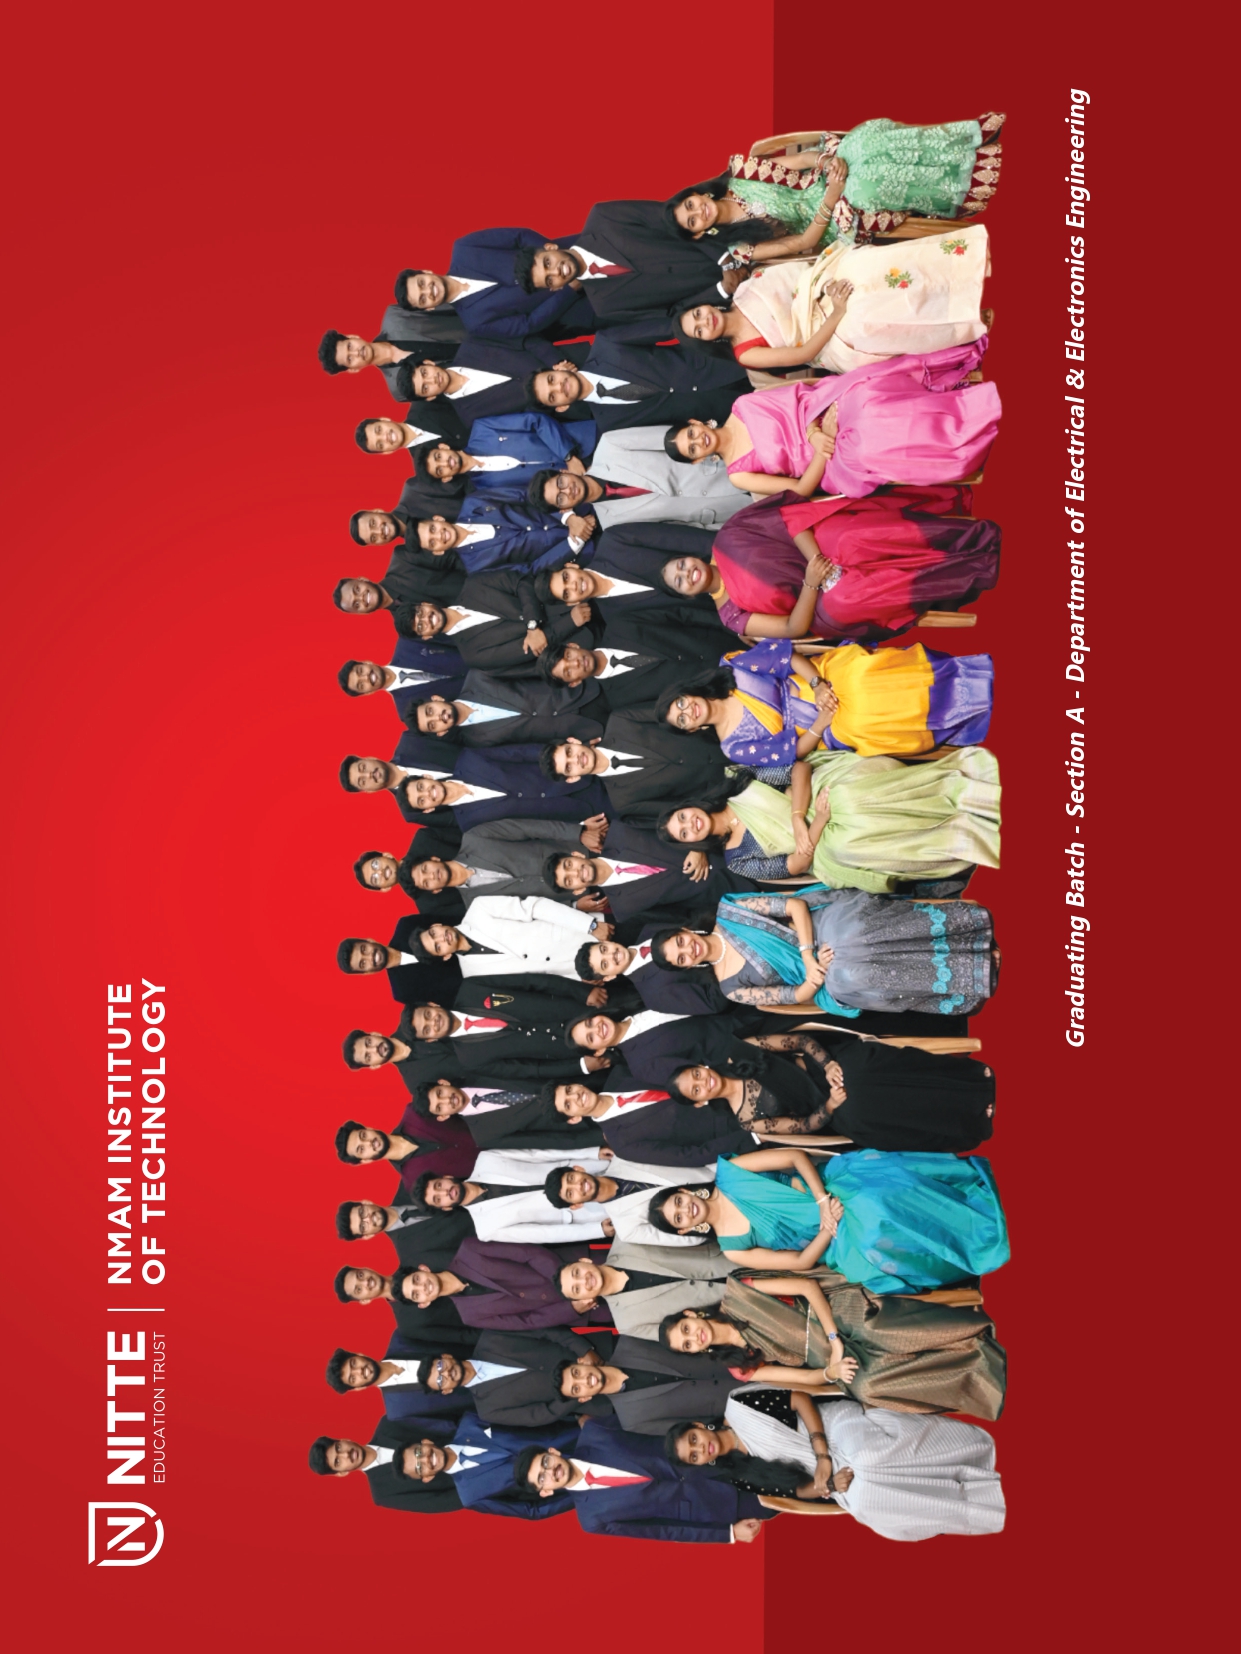 N NITTE
EDUCATION TRUST
NMAM INSTITUTE
OF TECHNOLOGY
Graduating Batch - Section A - Department of Electrical & Electronics Engineering